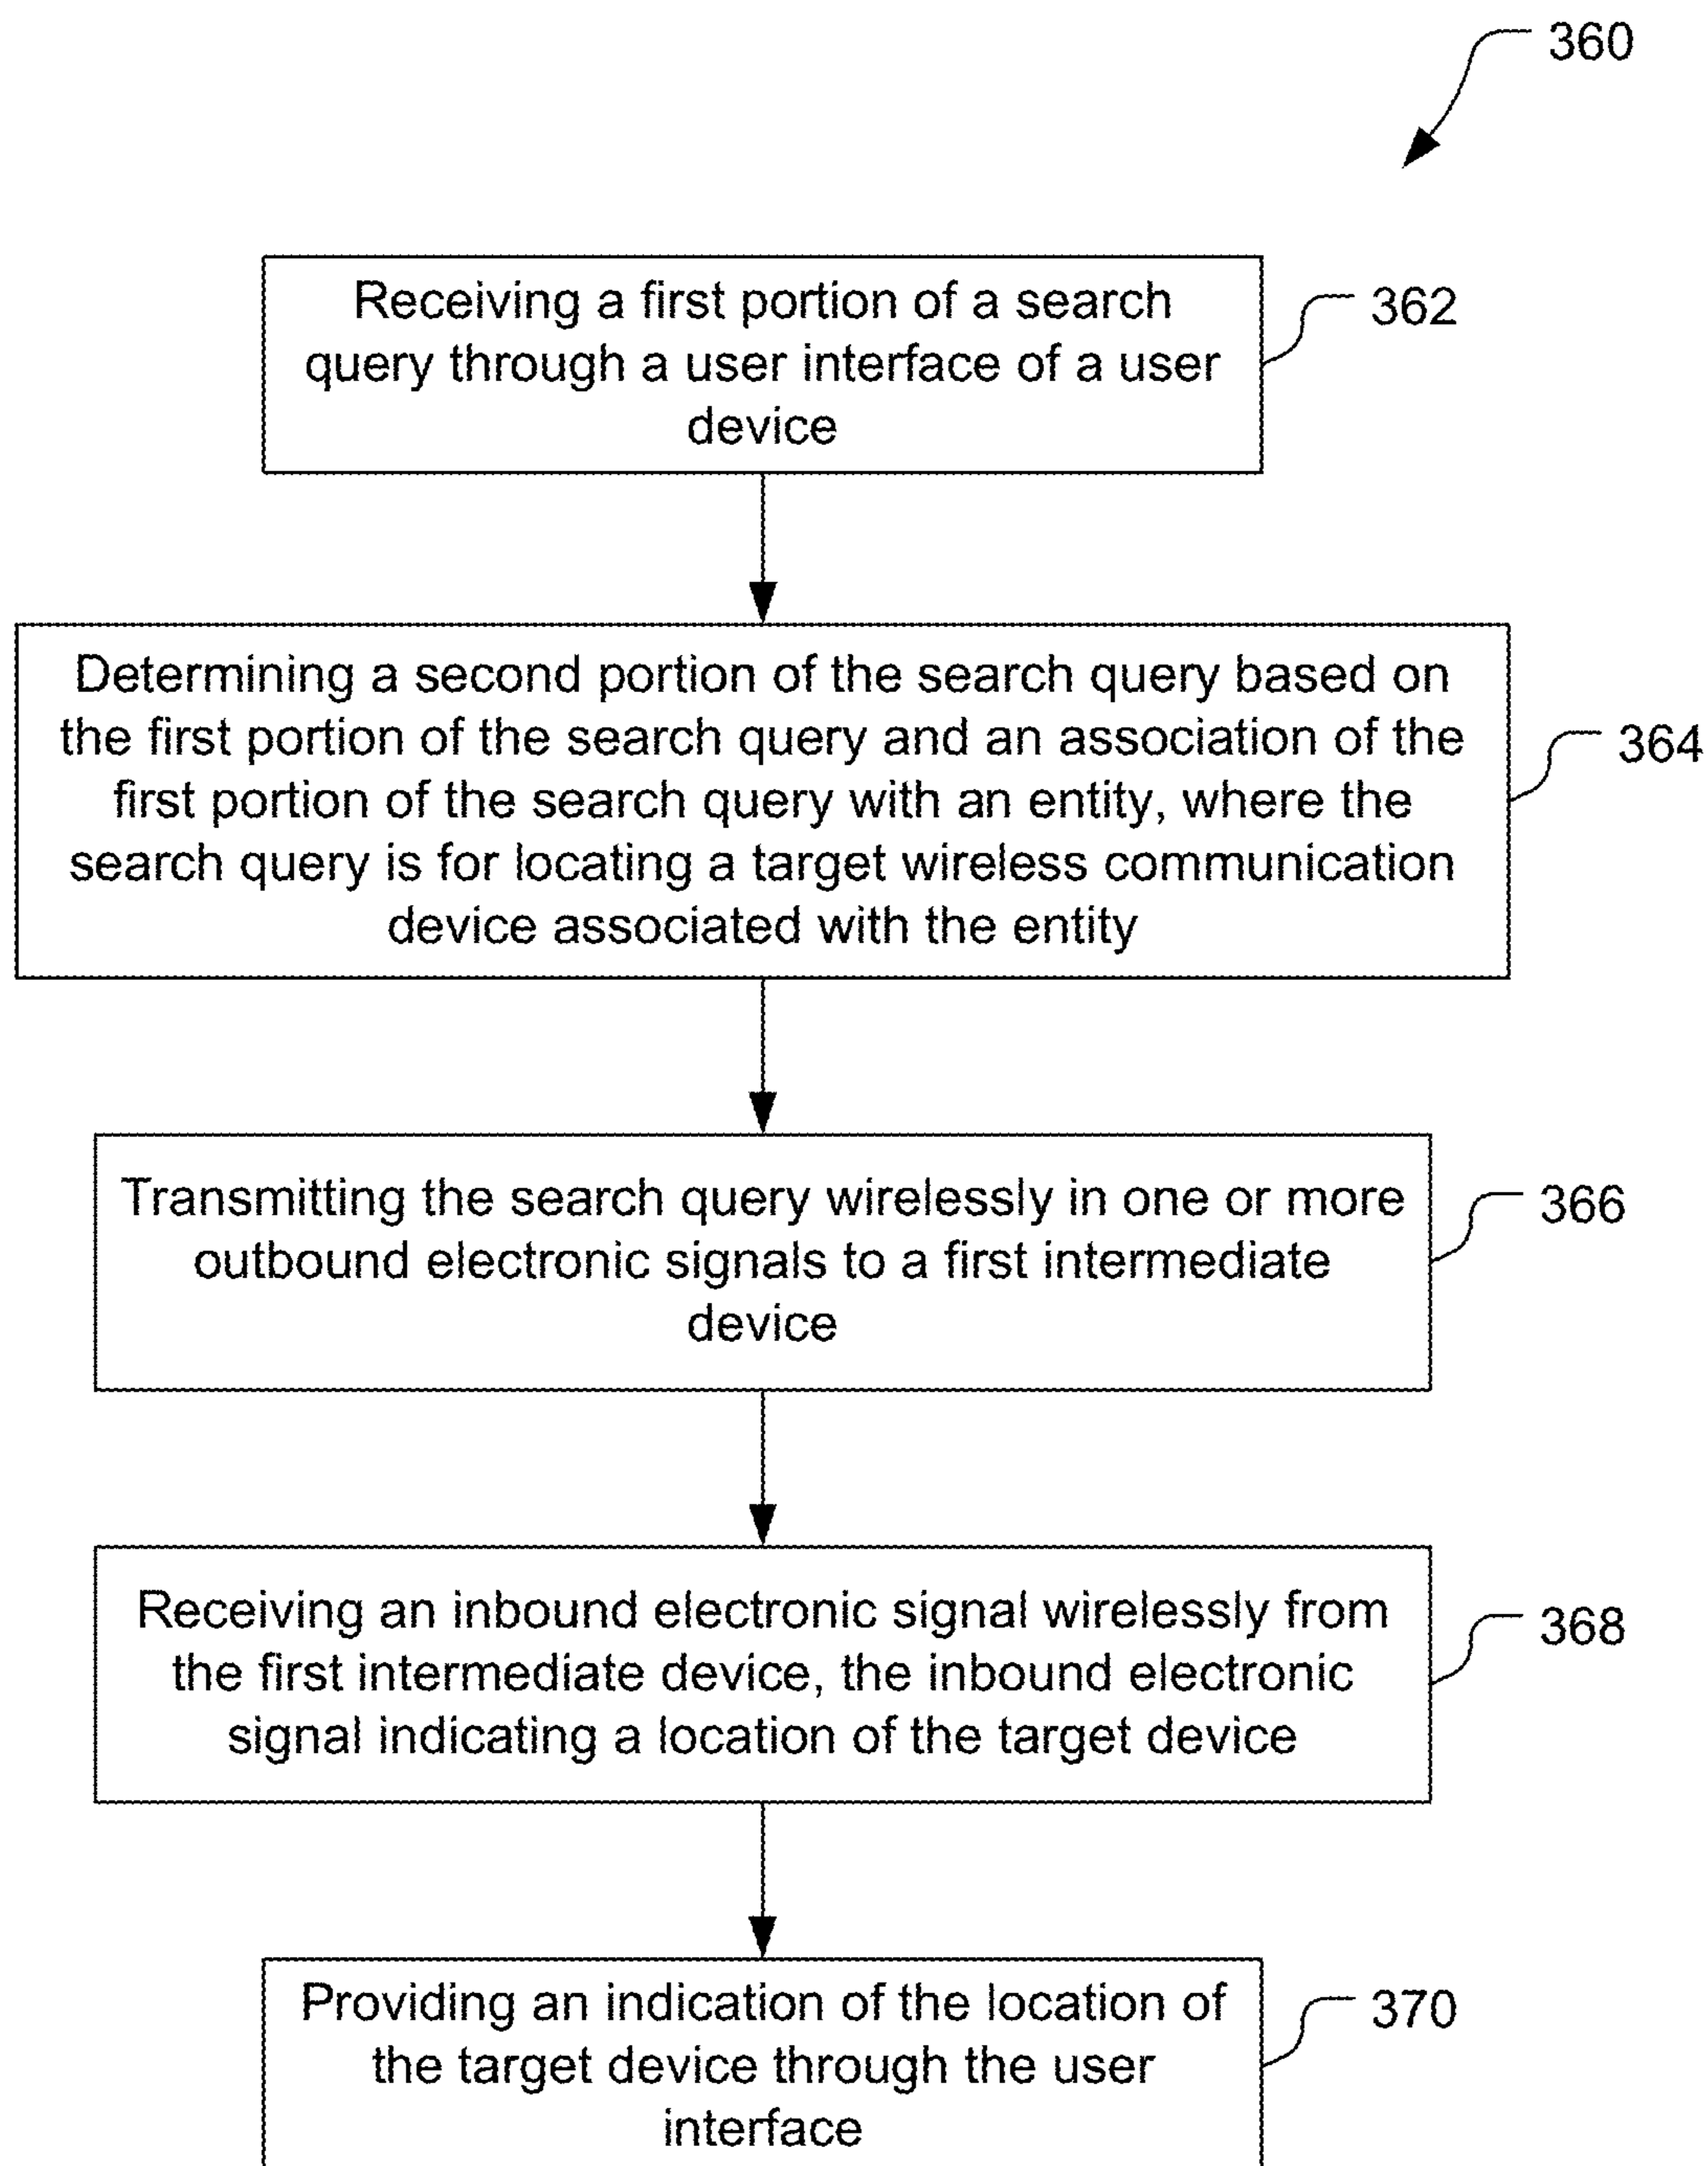 360
Receiving a first portion of a search
query through a user interface of a user
device
362
Determining a second portion of the search query based on
the first portion of the search query and an association of the
first portion of the search query with an entity, where the
search query is for locating a target wireless communication
device associated with the entity
364
Transmitting the search query wirelessly in one or more
outbound electronic signals to a first intermediate
device
366
Receiving an inbound electronic signal wirelessly from
the first intermediate device, the inbound electronic
signal indicating a location of the target device
368
Providing an indication of the location of
the target device through the user
interface
370